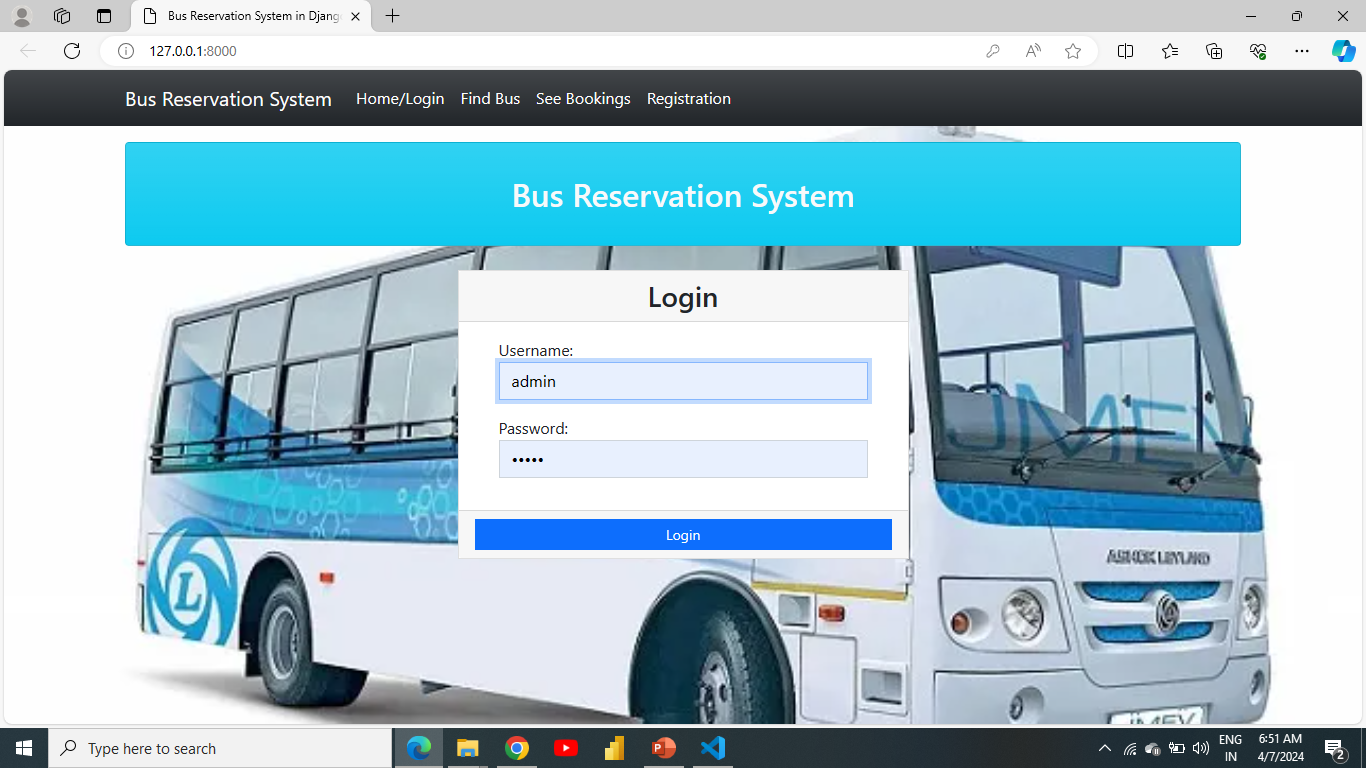 Bus Reservation System in Djang
127.0.0.1:8000
Bus Reservation System Home/Login Find Bus See Bookings Registration
Bus Reservation System
Login
Username:
admin
Password:
•••••
Login
JMEV
ASHOK LEYLAND
L
JMEV
Type here to search
ENG
IN
6:51 AM
4/7/2024
2